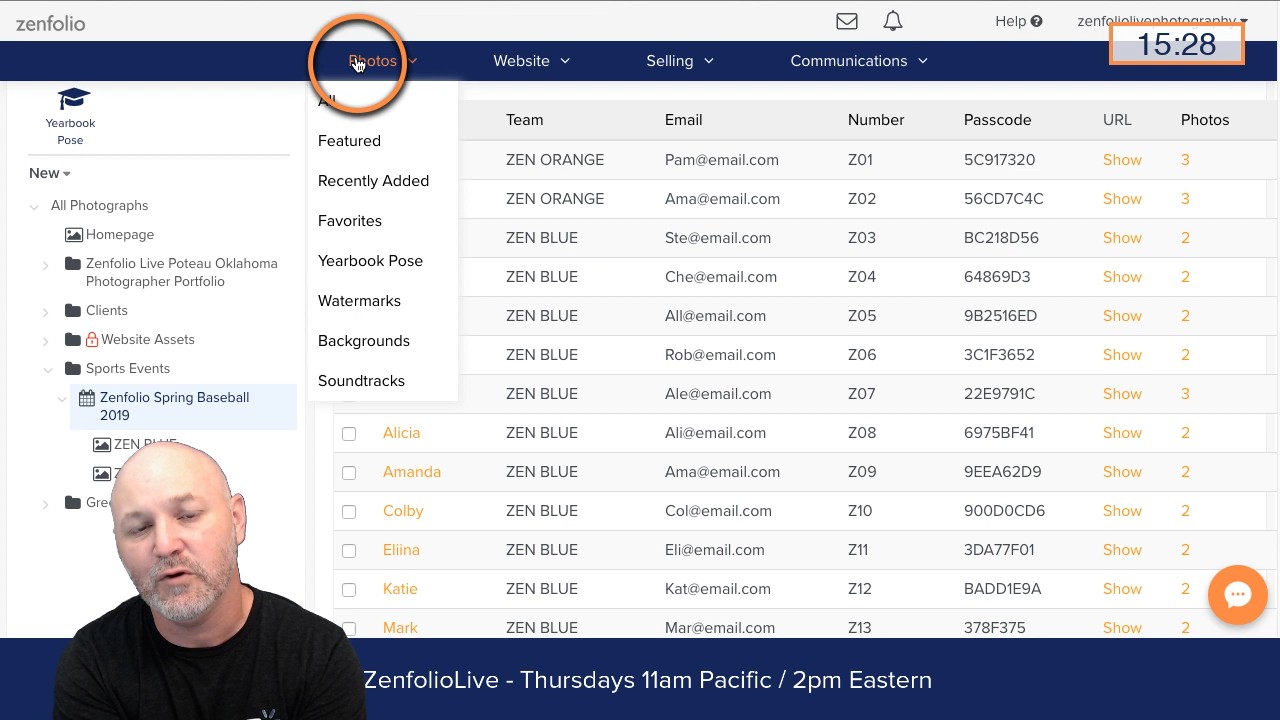 zenfolio
Help ?
zenfoliolivephotography
15:28
Photos
Website
Selling
Communications
Yearbook
Pose
New
All Photographs
Homepage
Zenfolio Live Poteau Oklahoma
Photographer Portfolio
Clients
Website Assets
Sports Events
Zenfolio Spring Baseball
2019
ZEN BLUE
All
Featured
Recently Added
Favorites
Yearbook Pose
Watermarks
Backgrounds
Soundtracks
Team Email Number Passcode URL Photos
ZEN ORANGE Pam@email.com Z01 5C917320 Show 3
ZEN ORANGE Ama@email.com Z02 56CD7C4C Show 3
ZEN BLUE Ste@email.com Z03 BC218D56 Show 2
ZEN BLUE Che@email.com Z04 64869D3 Show 2
ZEN BLUE All@email.com Z05 9B2516ED Show 2
ZEN BLUE Rob@email.com Z06 3C1F3652 Show 2
ZEN BLUE Ale@email.com Z07 22E9791C Show 3
Alicia ZEN BLUE Ali@email.com Z08 6975BF41 Show 2
Amanda ZEN BLUE Ama@email.com Z09 9EEA62D9 Show 2
Colby ZEN BLUE Col@email.com Z10 900D0CD6 Show 2
Eliina ZEN BLUE Eli@email.com Z11 3DA77F01 Show 2
Katie ZEN BLUE Kat@email.com Z12 BADD1E9A Show 2
Mark ZEN BLUE Mar@email.com Z13 378F375 Show 2
ZenfolioLive - Thursdays 11am Pacific / 2pm Eastern